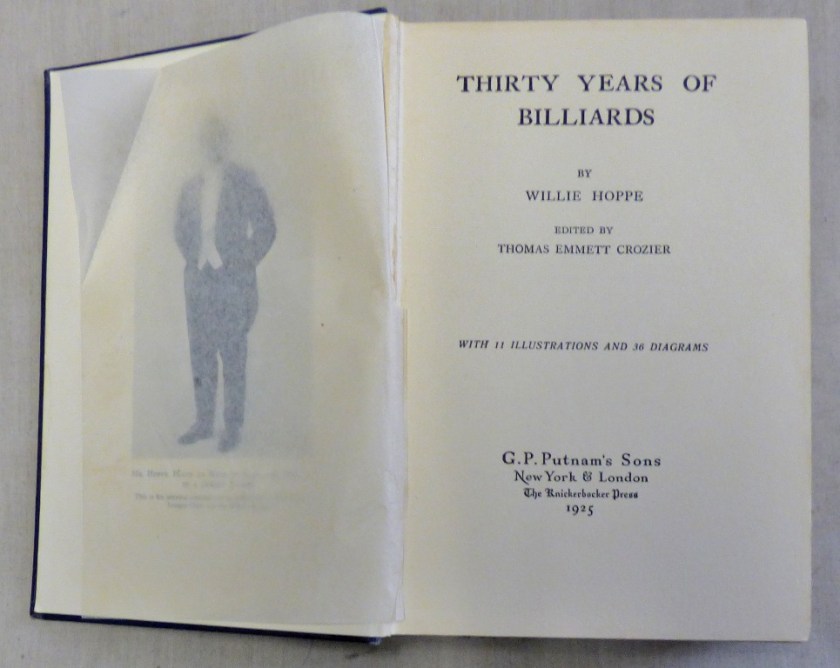 THIRTY YEARS OF
BILLIARDS
BY
WILLIE HOPPE
EDITED BY
THOMAS EMMETT CROZIER
WITH 11 ILLUSTRATIONS AND 36 DIAGRAMS
G. P. Putnam's Sons
New York & London
The Knickerbocker Press
1925